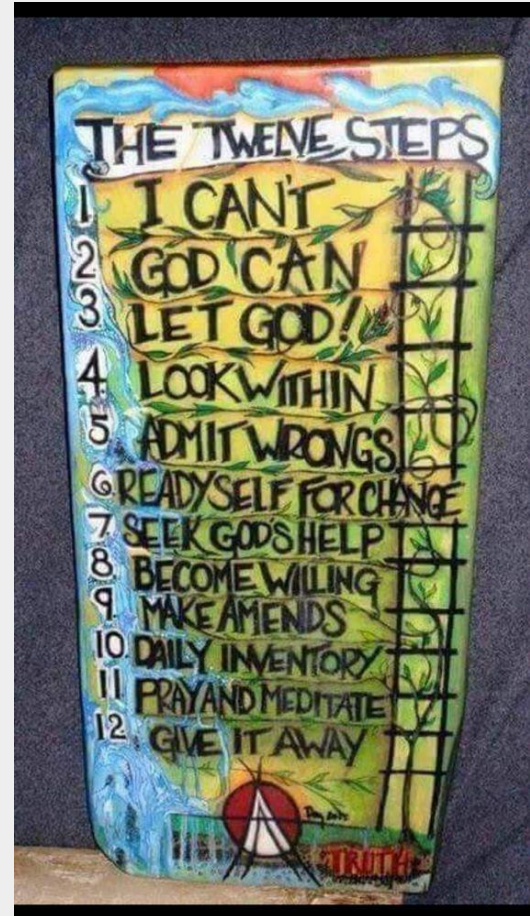 THE TWELVE STEPS
1 I CAN'T
2 GOD CAN
3 LET GOD!
4 LOOK WITHIN
5 ADMIT WRONGS
6 READY SELF FOR CHANGE
7 SEEK GOD'S HELP
8 BECOME WILLING
9. MAKE AMENDS
10. DAILY INVENTORY
11 PRAY AND MEDITATE
12 GIVE IT AWAY
TRUTH